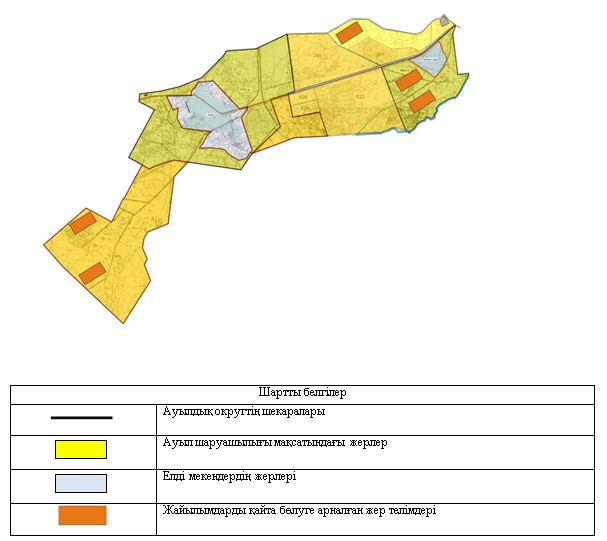 Шартты белгілер
Ауылдық округтің шекаралары
Ауыл шаруашылығы мақсатындағы жерлер
Елді мекендердің жерлері
Жайылымдарды қайта бөлуге арналған жер телімдері